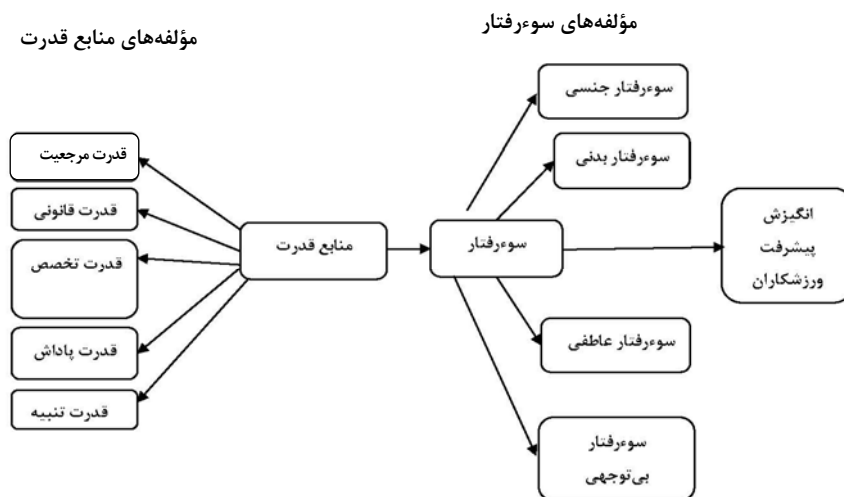 مؤلفه‌های سوءرفتار
مؤلفه‌های منابع قدرت
سوءرفتار جنسی
سوءرفتار بدنی
انگیزش
پیشرفت
ورزشکاران
سوءرفتار
سوءرفتار عاطفی
سوءرفتار
بی‌توجهی
منابع قدرت
قدرت مرجعیت
قدرت قانونی
قدرت تخصص
قدرت پاداش
قدرت تنبیه